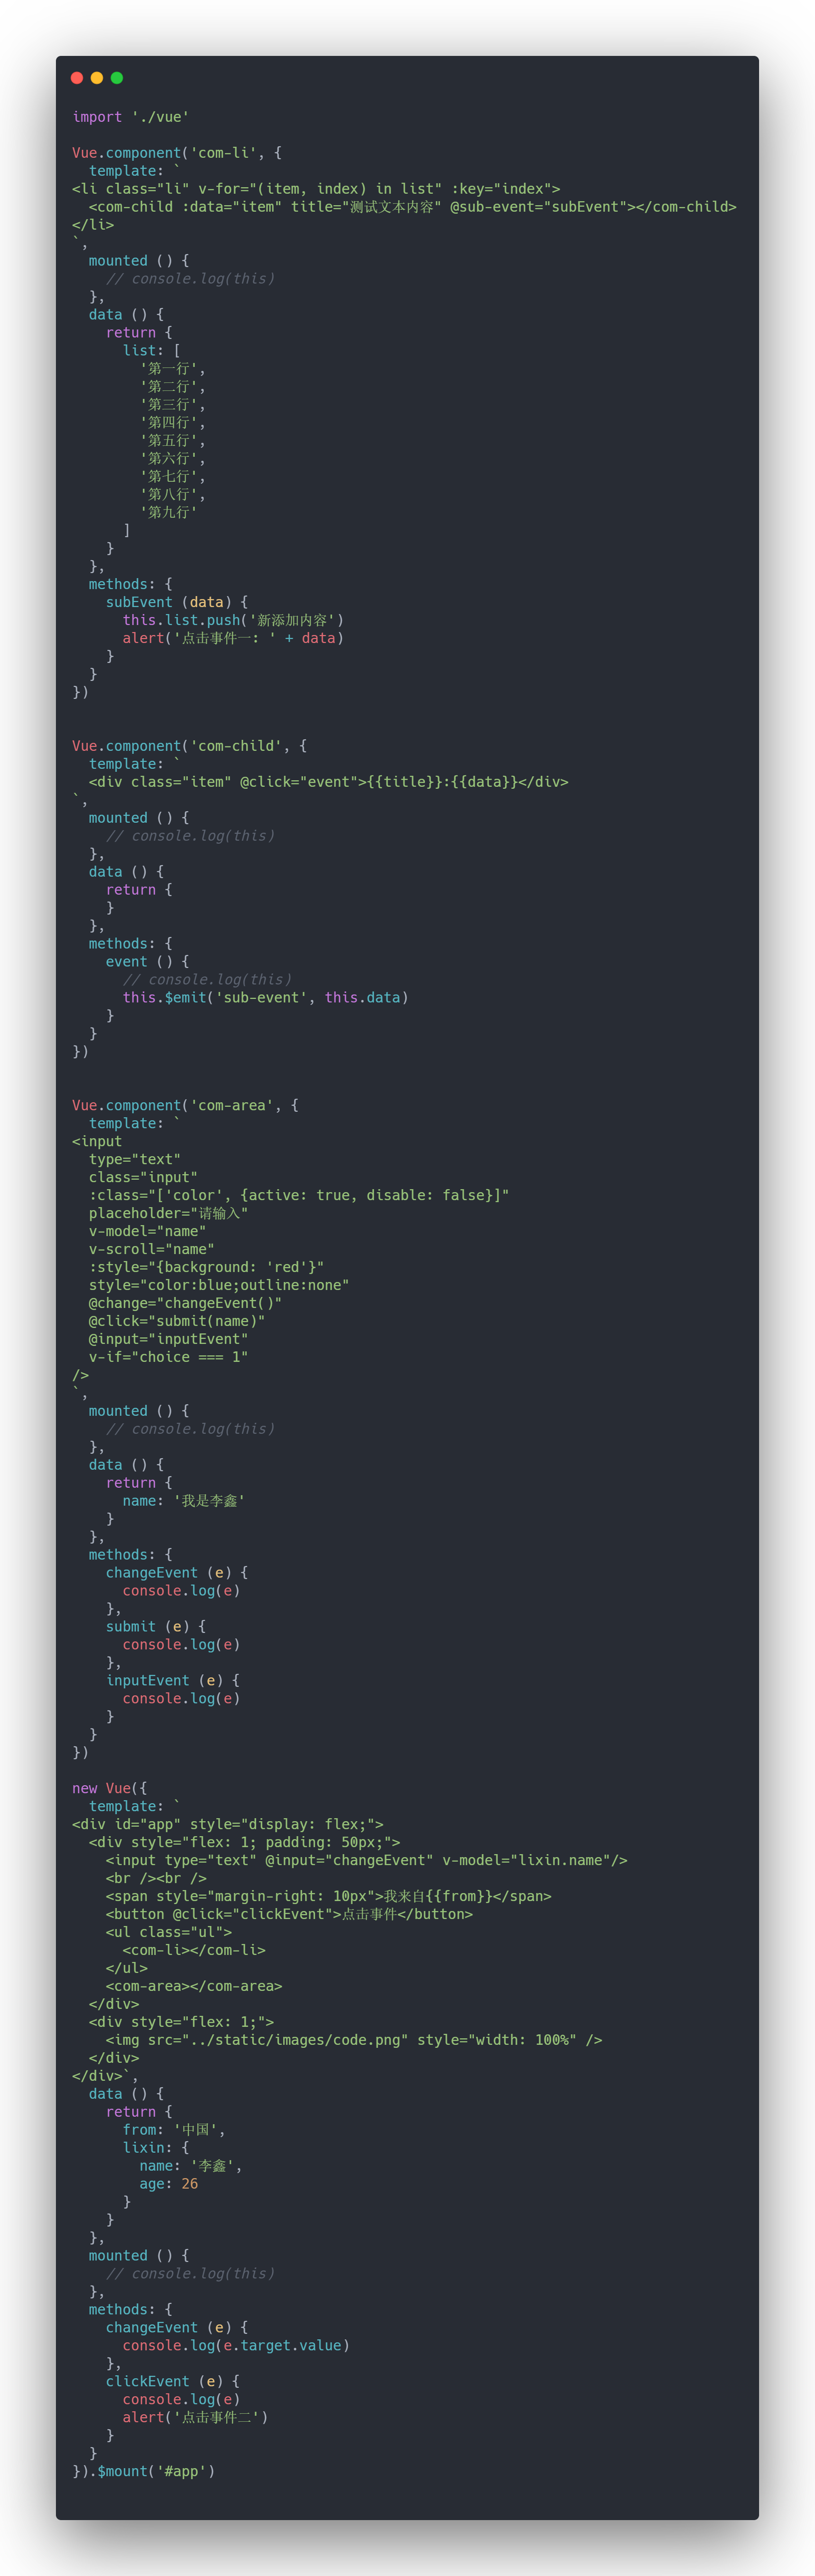 import './vue'

Vue.component('com-li', {
  template: `
<li class="li" v-for="(item, index) in list" :key="index">
  <com-child :data="item" title="测试文本内容" @sub-event="subEvent"></com-child>
</li>
`,
  mounted () {
    // console.log(this)
  },
  data () {
    return {
      list: [
        '第一行',
        '第二行',
        '第三行',
        '第四行',
        '第五行',
        '第六行',
        '第七行',
        '第八行',
        '第九行'
      ]
    }
  },
  methods: {
    subEvent (data) {
      this.list.push('新添加内容')
      alert('点击事件一: ' + data)
    }
  }
})


Vue.component('com-child', {
  template: `
  <div class="item" @click="event">{{title}}:{{data}}</div>
`,
  mounted () {
    // console.log(this)
  },
  data () {
    return {
    }
  },
  methods: {
    event () {
      // console.log(this)
      this.$emit('sub-event', this.data)
    }
  }
})


Vue.component('com-area', {
  template: `
<input
  type="text"
  class="input"
  :class="['color', {active: true, disable: false}]"
  placeholder="请输入"
  v-model="name"
  v-scroll="name"
  :style="{background: 'red'}"
  style="color:blue;outline:none"
  @change="changeEvent()"
  @click="submit(name)"
  @input="inputEvent"
  v-if="choice === 1"
/>
`,
  mounted () {
    // console.log(this)
  },
  data () {
    return {
      name: '我是李鑫'
    }
  },
  methods: {
    changeEvent (e) {
      console.log(e)
    },
    submit (e) {
      console.log(e)
    },
    inputEvent (e) {
      console.log(e)
    }
  }
})

new Vue({
  template: `
<div id="app" style="display: flex;">
  <div style="flex: 1; padding: 50px;">
    <input type="text" @input="changeEvent" v-model="lixin.name"/>
    <br /><br />
    <span style="margin-right: 10px">我来自{{from}}</span>
    <button @click="clickEvent">点击事件</button>
    <ul class="ul">
      <com-li></com-li>
    </ul>
    <com-area></com-area>
  </div>
  <div style="flex: 1;">
    <img src="../static/images/code.png" style="width: 100%" />
  </div>
</div>`,
  data () {
    return {
      from: '中国',
      lixin: {
        name: '李鑫',
        age: 26
      }
    }
  },
  mounted () {
    // console.log(this)
  },
  methods: {
    changeEvent (e) {
      console.log(e.target.value)
    },
    clickEvent (e) {
      console.log(e)
      alert('点击事件二')
    }
  }
}).$mount('#app')